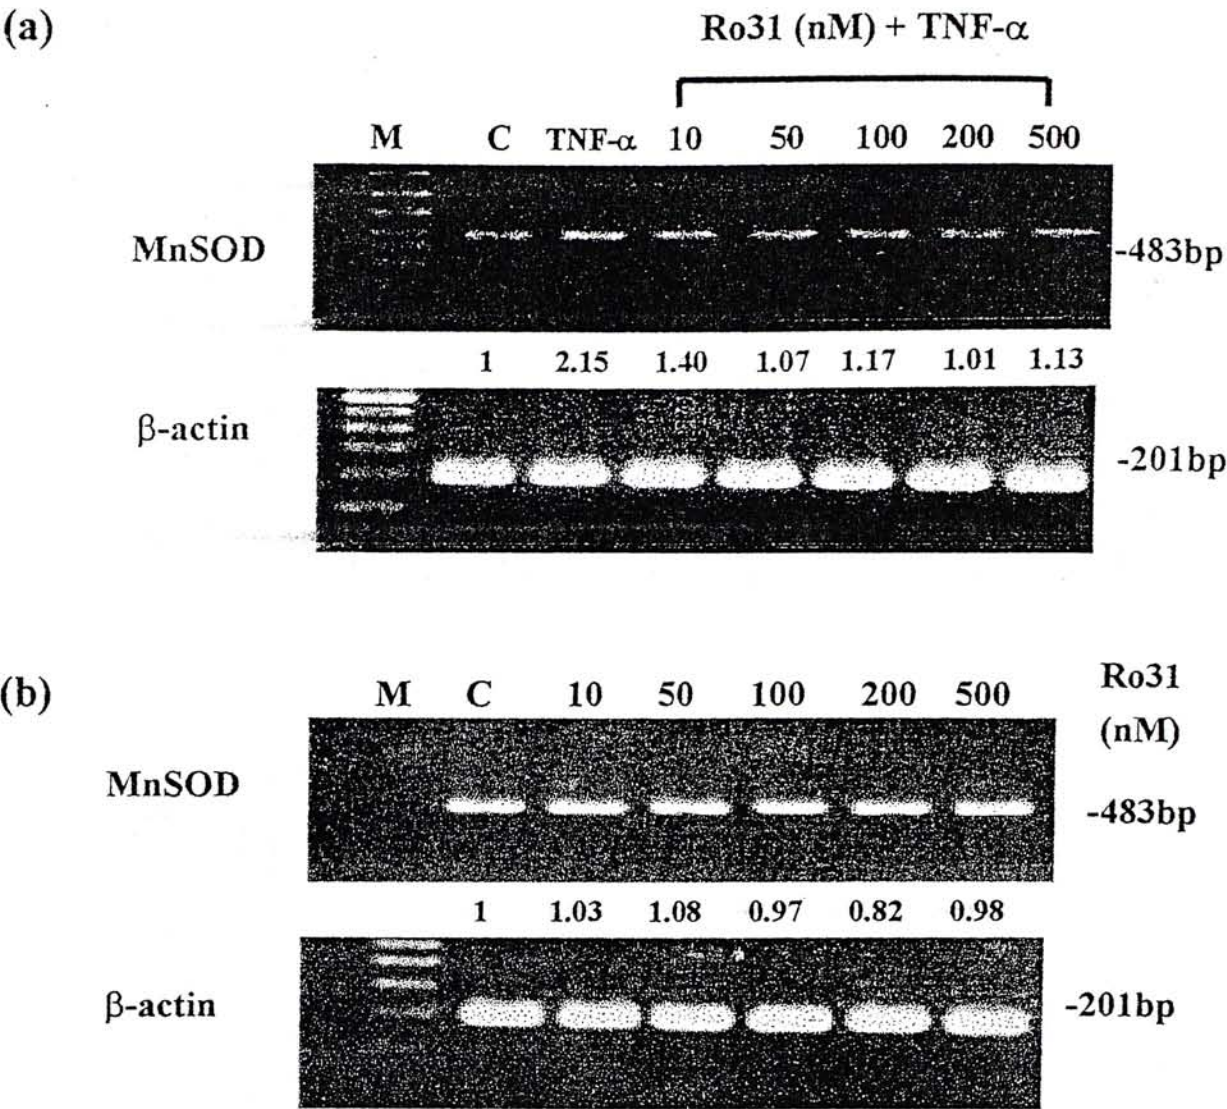 (a)
Ro31 (nM) + TNF-α
M C TNF-α 10 50 100 200 500
MnSOD
-483bp
1 2.15 1.40 1.07 1.17 1.01 1.13
β-actin
-201bp
(b)
M C 10 50 100 200 500 Ro31
(nM)
MnSOD
-483bp
1 1.03 1.08 0.97 0.82 0.98
β-actin
-201bp